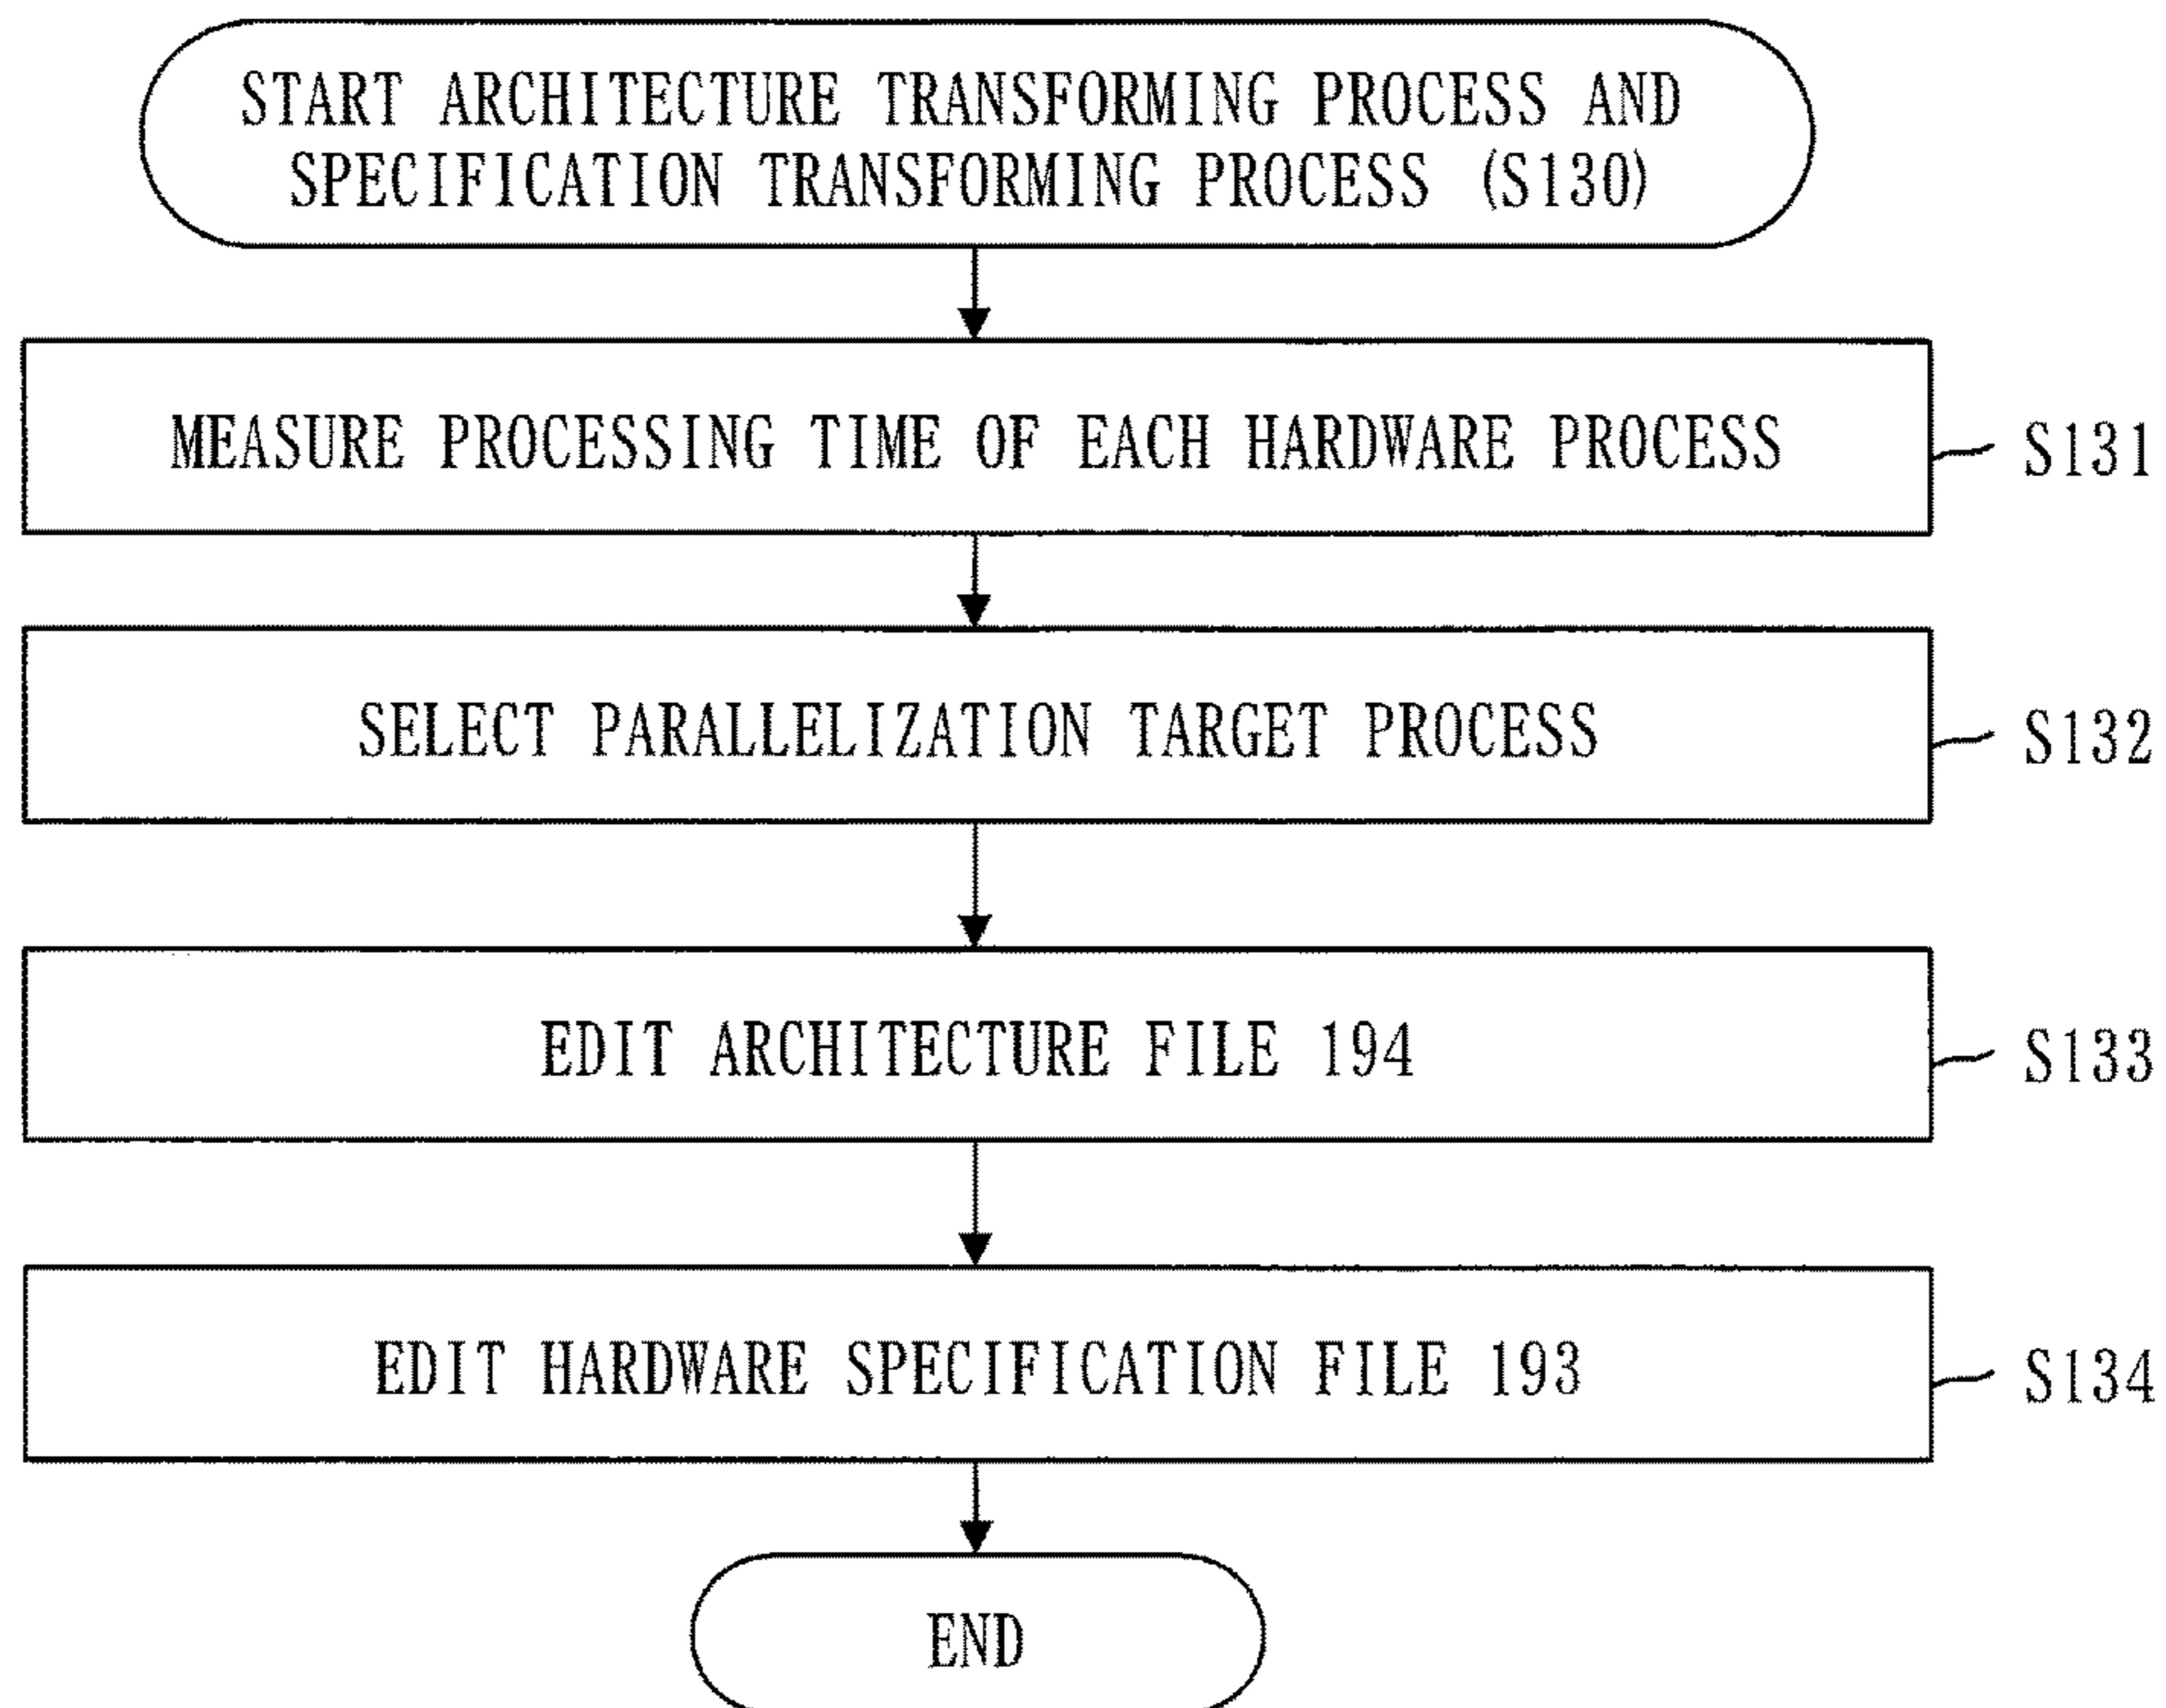 START ARCHITECTURE TRANSFORMING PROCESS AND
SPECIFICATION TRANSFORMING PROCESS (S130)
MEASURE PROCESSING TIME OF EACH HARDWARE PROCESS
S131
SELECT PARALLELIZATION TARGET PROCESS
S132
EDIT ARCHITECTURE FILE 194
S133
EDIT HARDWARE SPECIFICATION FILE 193
S134
END